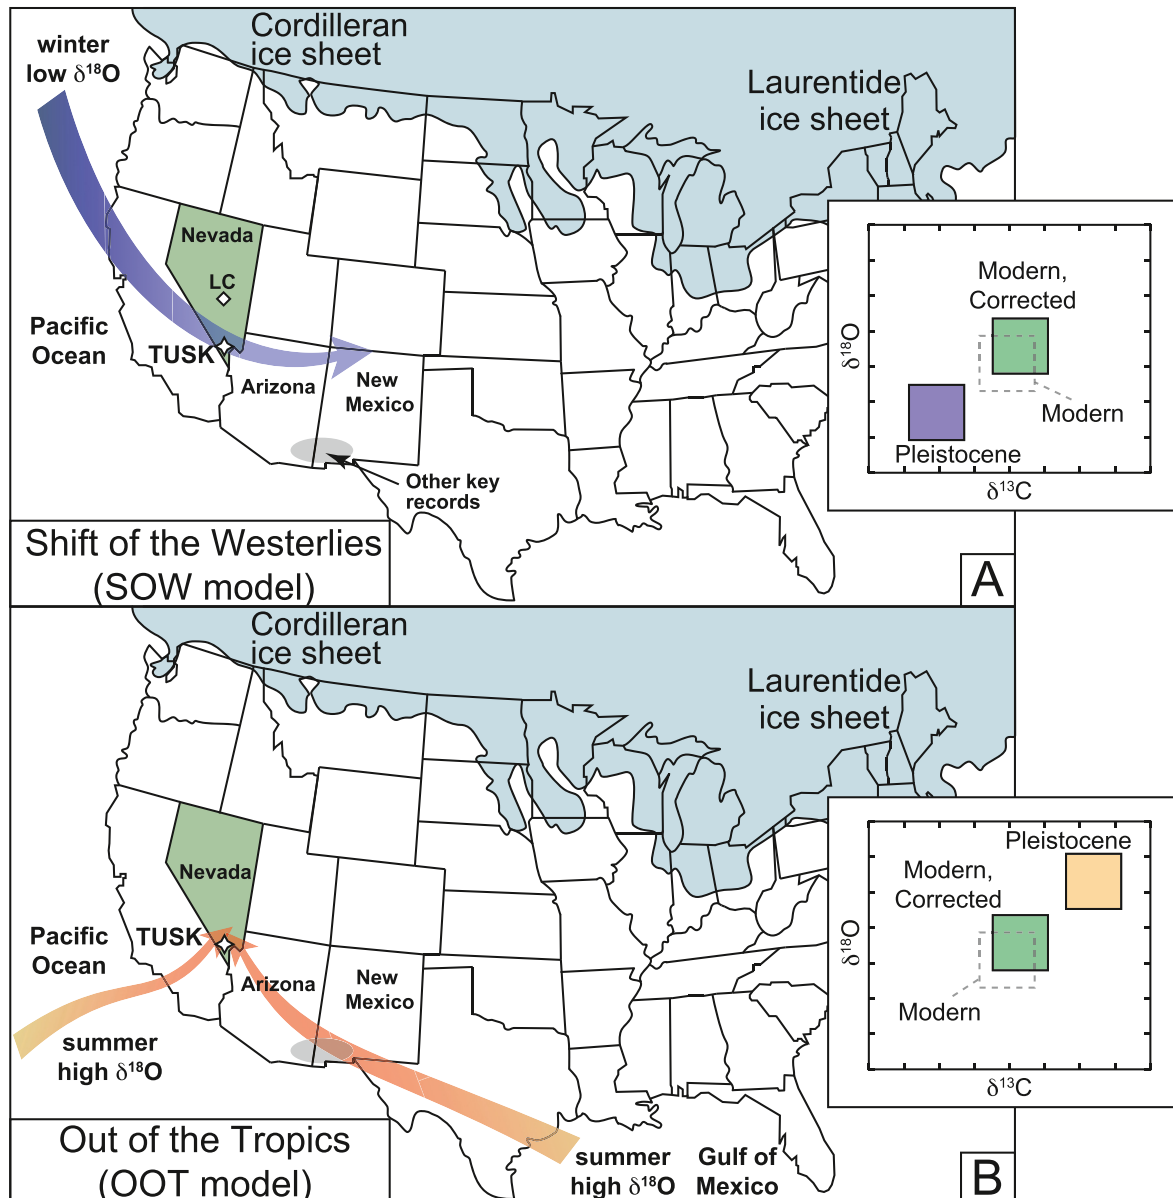 winter
low δ¹⁸O
Cordilleran
ice sheet
Laurentide
ice sheet
Nevada
LC
Pacific
Ocean
TUSK
Arizona
New
Mexico
Other key
records
Modern,
Corrected
δ¹⁸O
Modern
Pleistocene
δ¹³C
Shift of the Westerlies
(SOW model)
A
Cordilleran
ice sheet
Laurentide
ice sheet
Nevada
TUSK
Pacific
Ocean
Arizona
New
Mexico
summer
high δ¹⁸O
Pleistocene
Modern,
Corrected
δ¹⁸O
Modern
δ¹³C
Out of the Tropics
(OOT model)
summer
high δ¹⁸O
Gulf of
Mexico
B